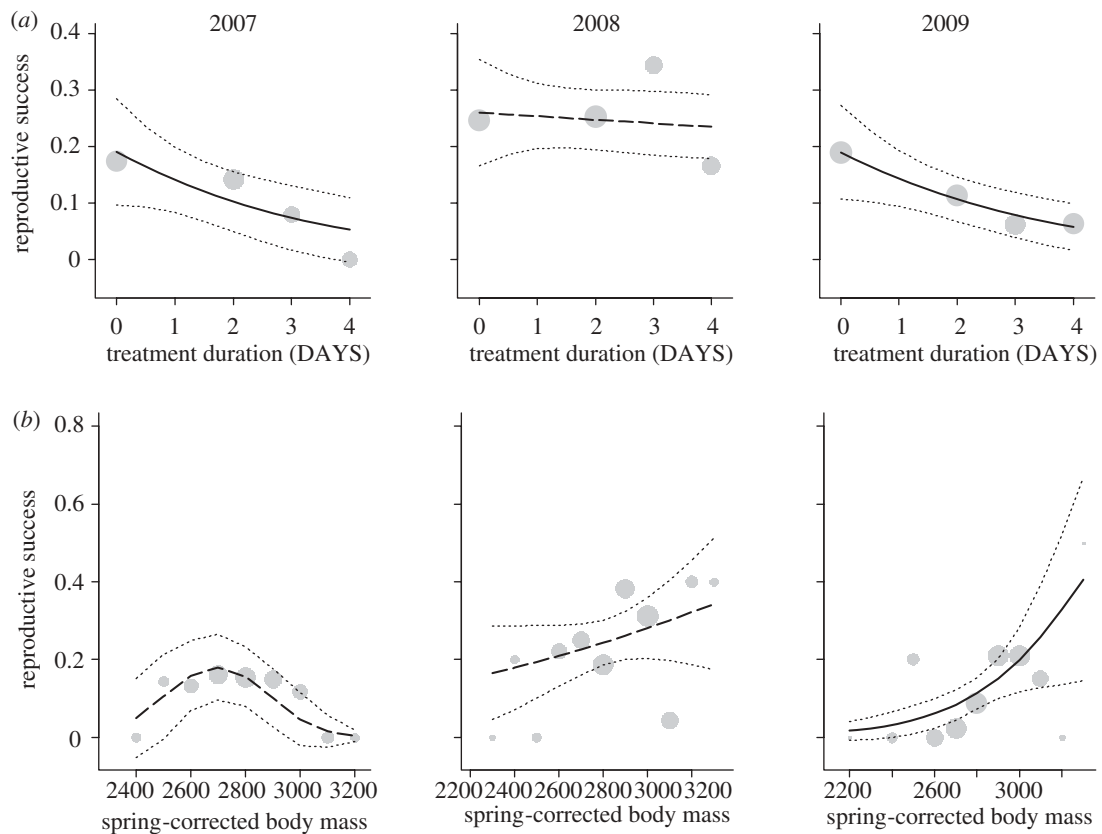 (a)
2007 2008 2009
0.4
0.3
0.2
0.1
0
reproductive success
0 1 2 3 4 0 1 2 3 4 0 1 2 3 4
treatment duration (DAYS) treatment duration (DAYS) treatment duration (DAYS)
(b)
0.8
0.6
0.4
0.2
0
reproductive success
2400 2600 2800 3000 3200 2200 2400 2600 2800 3000 3200 2200 2600 3000
spring-corrected body mass spring-corrected body mass spring-corrected body mass